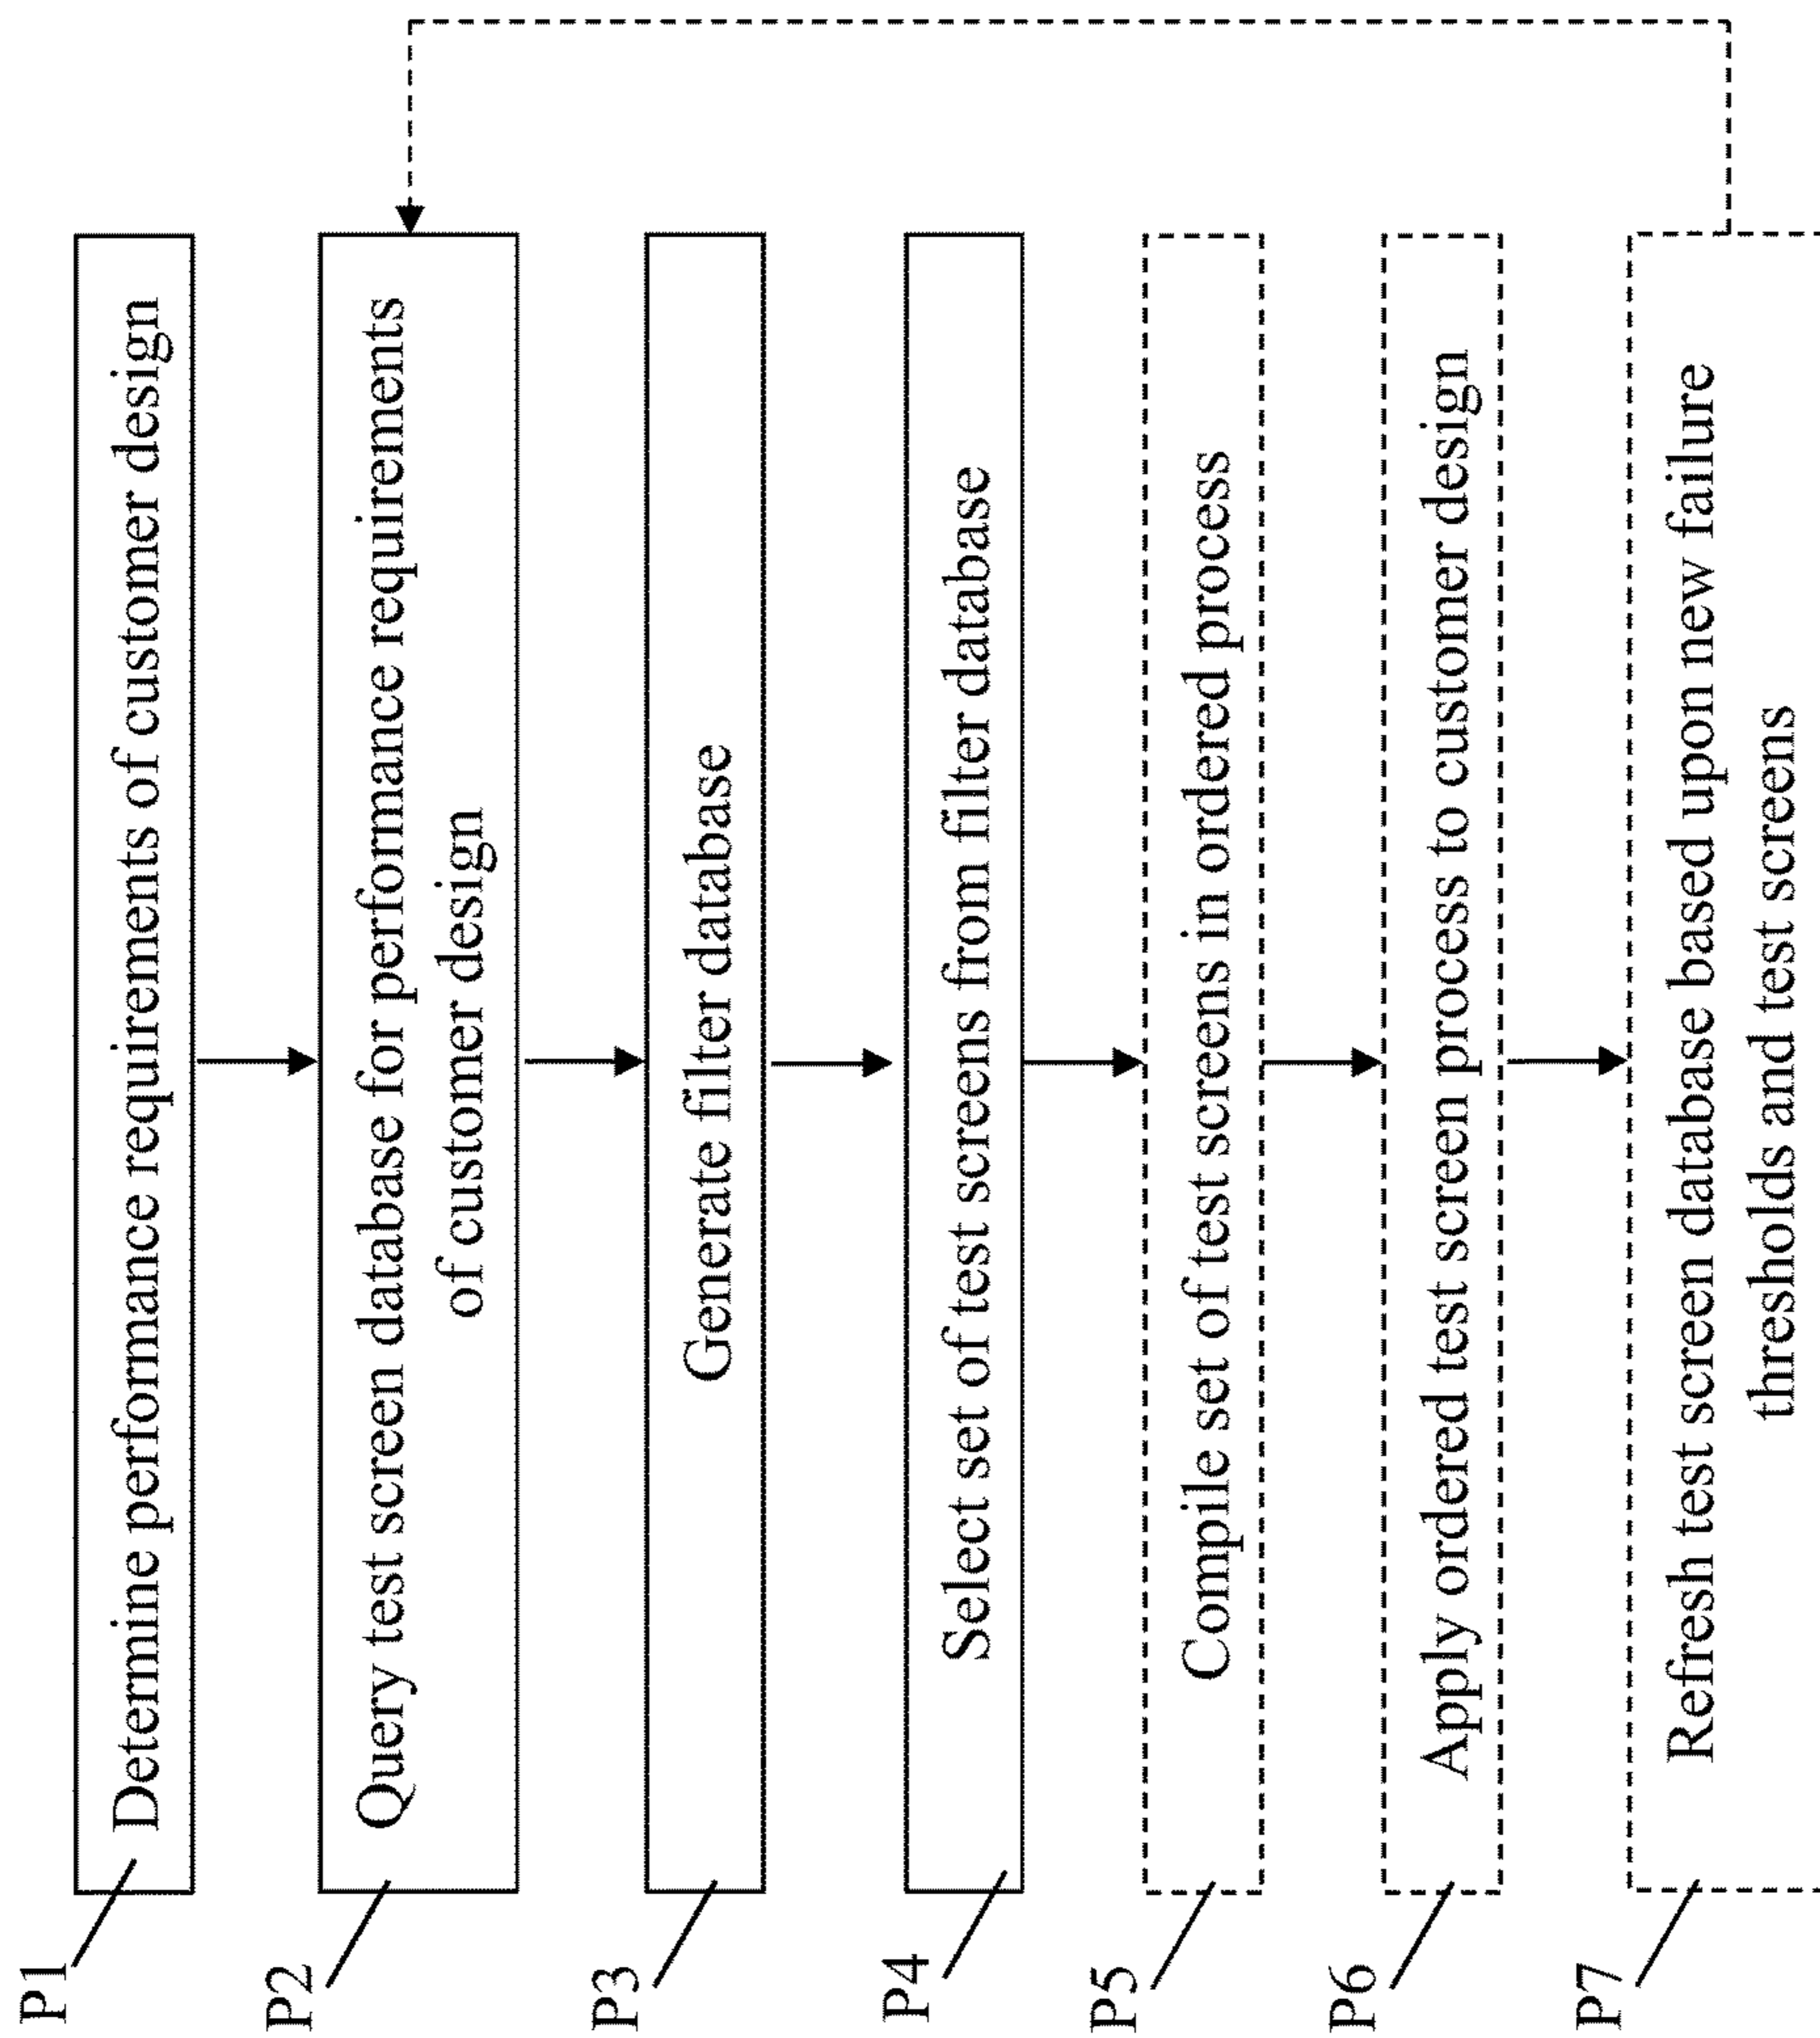 P1
Determine performance requirements of customer design
P2
Query test screen database for performance requirements
of customer design
P3
Generate filter database
P4
Select set of test screens from filter database
P5
Compile set of test screens in ordered process
P6
Apply ordered test screen process to customer design
P7
Refresh test screen database based upon new failure
thresholds and test screens